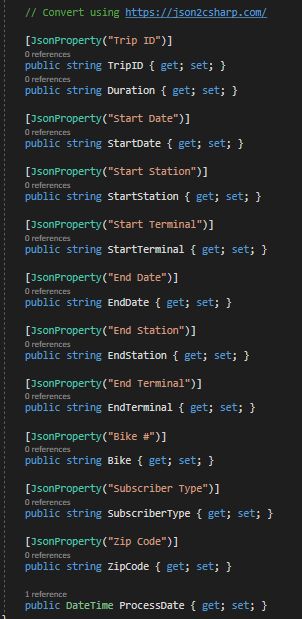 // Convert using https://json2csharp.com/
[JsonProperty("Trip ID")]
0 references
public string TripID { get; set; }
0 references
public string Duration { get; set; }
[JsonProperty("Start Date")]
0 references
public string StartDate { get; set; }
[JsonProperty("Start Station")]
0 references
public string StartStation { get; set; }
[JsonProperty("Start Terminal")]
0 references
public string StartTerminal { get; set; }
[JsonProperty("End Date")]
0 references
public string EndDate { get; set; }
[JsonProperty("End Station")]
0 references
public string EndStation { get; set; }
[JsonProperty("End Terminal")]
0 references
public string EndTerminal { get; set; }
[JsonProperty("Bike #")]
0 references
public string Bike { get; set; }
[JsonProperty("Subscriber Type")]
0 references
public string SubscriberType { get; set; }
[JsonProperty("Zip Code")]
0 references
public string ZipCode { get; set; }
1 reference
public DateTime ProcessDate { get; set; }
}